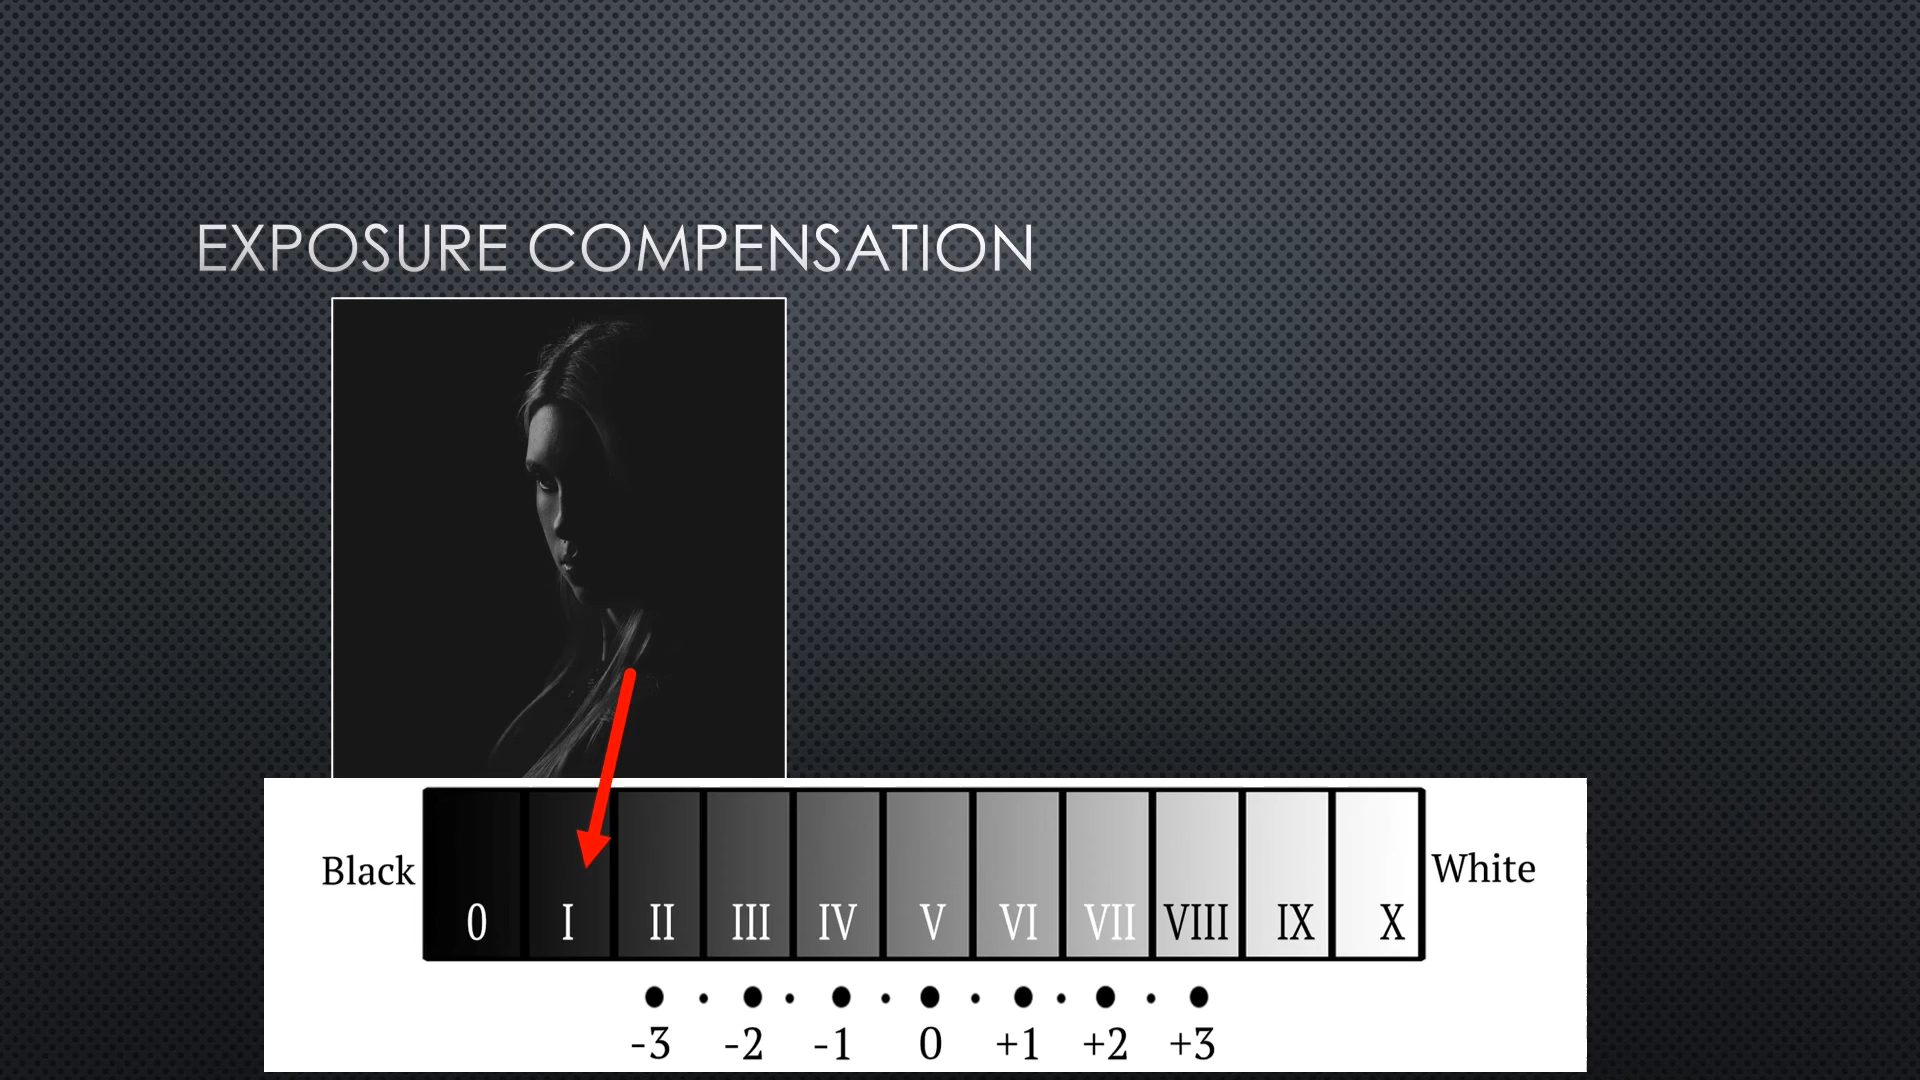 EXPOSURE COMPENSATION
Black 0 I II III IV V VI VII VIII IX X White
-3 -2 -1 0 +1 +2 +3